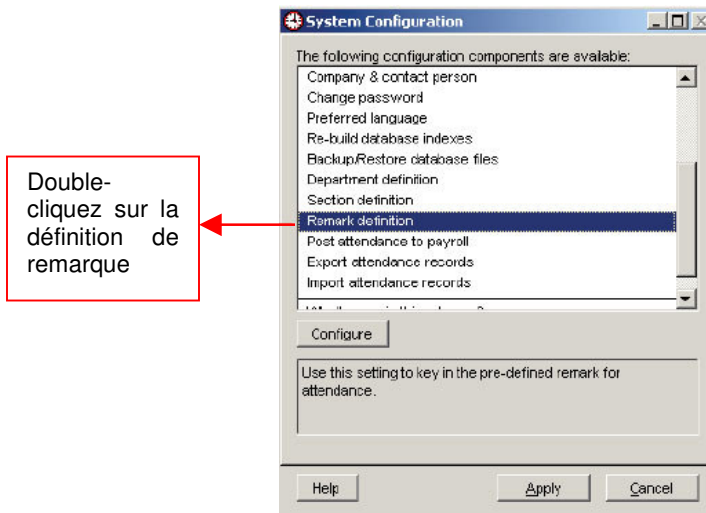 System Configuration
The following configuration components are available:
Company & contact person
Change password
Preferred language
Re-build database indexes
Backup/Restore database files
Department definition
Section definition
Remark definition
Post attendance to payroll
Export attendance records
Import attendance records
Configure
Use this setting to key in the pre-defined remark for
attendance.
Help
Apply
Cancel
Double-
cliquez sur la
définition de
remarque